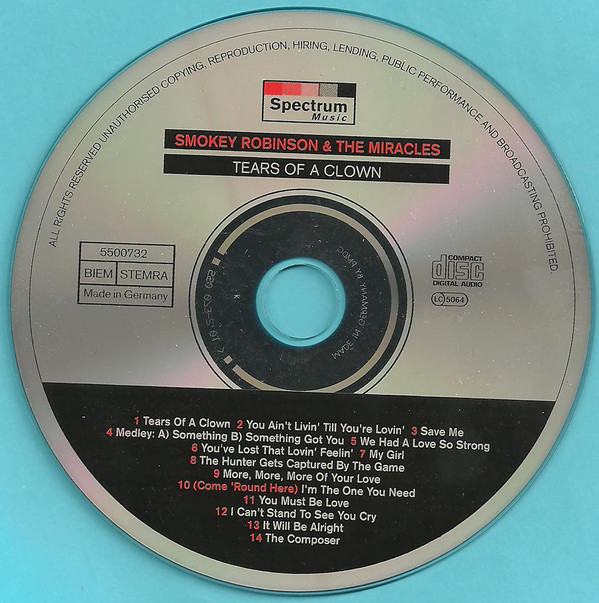 ALL RIGHTS RESERVED UNAUTHORISED COPYING, REPRODUCTION, HIRING, LENDING, PUBLIC PERFORMANCE AND BROADCASTING PROHIBITED.
Spectrum
Music
SMOKEY ROBINSON & THE MIRACLES
TEARS OF A CLOWN
5500732
BIEM STEMRA
Made in Germany
COMPACT
disc
DIGITAL AUDIO
LC 5064
MADE IN GERMANY BY PMDC
1 Tears Of A Clown 2 You Ain't Livin' Till You're Lovin' 3 Save Me
4 Medley: A) Something B) Something Got You 5 We Had A Love So Strong
6 You've Lost That Lovin' Feelin' 7 My Girl
8 The Hunter Gets Captured By The Game
9 More, More, More Of Your Love
10 (Come 'Round Here) I'm The One You Need
11 You Must Be Love
12 I Can't Stand To See You Cry
13 It Will Be Alright
14 The Composer